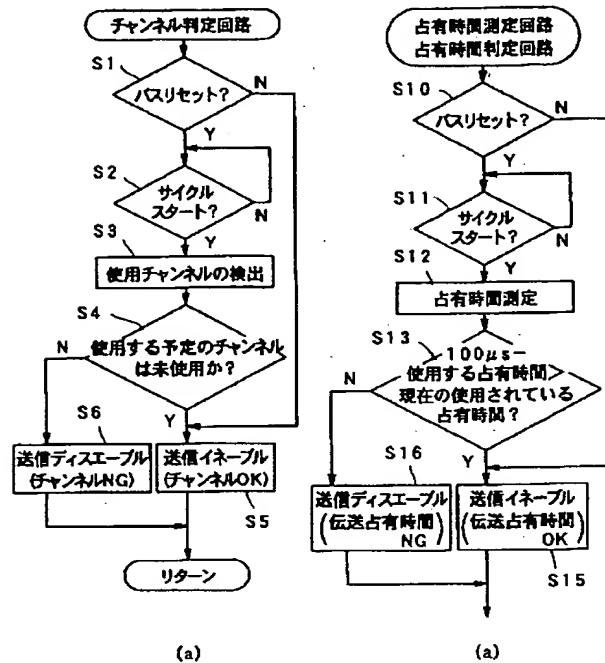 チャンネル判定回路
S1
バスリセット?
N
Y
S2
サイクル
スタート?
N
Y
S3
使用チャンネルの検出
S4
使用する予定のチャンネル
は未使用か?
N
Y
S6
送信ディスエーブル
(チャンネルNG)
送信イネーブル
(チャンネルOK)
S5
リターン
(a)
占有時間測定回路
占有時間判定回路
S10
バスリセット?
N
Y
S11
サイクル
スタート?
N
Y
S12
占有時間測定
S13
100μs−
使用する占有時間>
現在の使用されている
占有時間?
N
Y
S16
送信ディスエーブル
(伝送占有時間
NG)
送信イネーブル
(伝送占有時間
OK)
S15
(a)